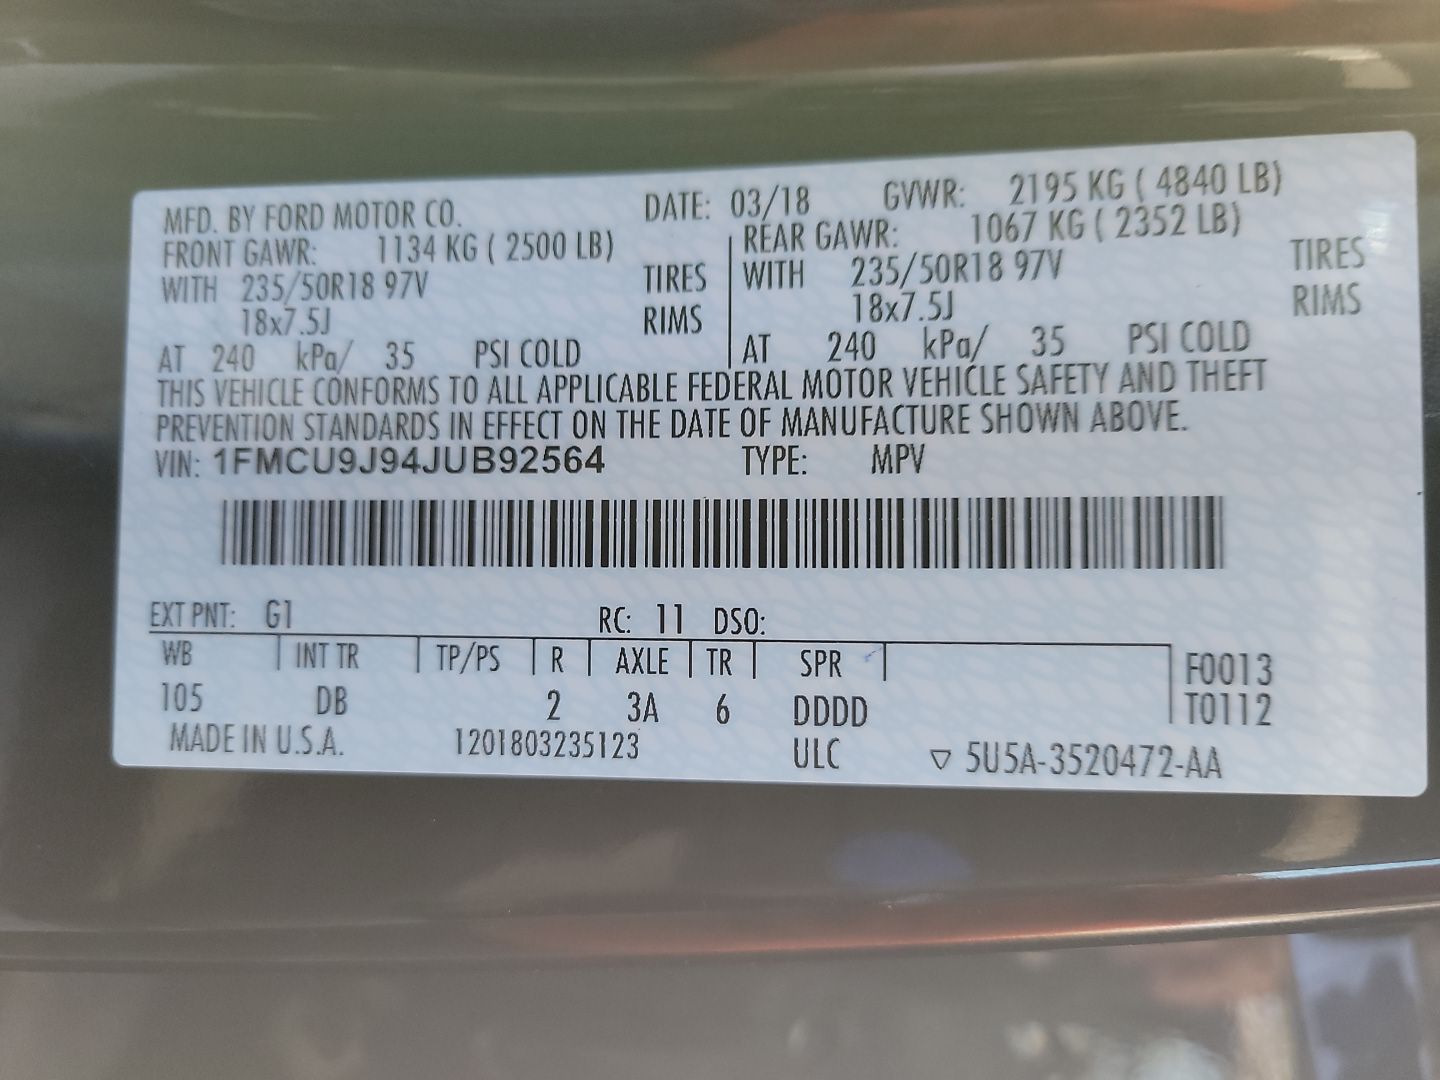 MFD. BY FORD MOTOR CO. DATE: 03/18 GVWR: 2195 KG ( 4840 LB)
FRONT GAWR: 1134 KG ( 2500 LB) REAR GAWR: 1067 KG ( 2352 LB)
WITH 235/50R18 97V TIRES WITH 235/50R18 97V TIRES
18x7.5J RIMS 18x7.5J RIMS
AT 240 kPa/ 35 PSI COLD AT 240 kPa/ 35 PSI COLD
THIS VEHICLE CONFORMS TO ALL APPLICABLE FEDERAL MOTOR VEHICLE SAFETY AND THEFT
PREVENTION STANDARDS IN EFFECT ON THE DATE OF MANUFACTURE SHOWN ABOVE.
VIN: 1FMCU9J94JUB92564 TYPE: MPV
EXT PNT: G1 RC: 11 DSO:
WB INT TR TP/PS R AXLE TR SPR F0013
105 DB 2 3A 6 DDDD T0112
MADE IN U.S.A. 1201803235123 ULC ▽ 5U5A-3520472-AA